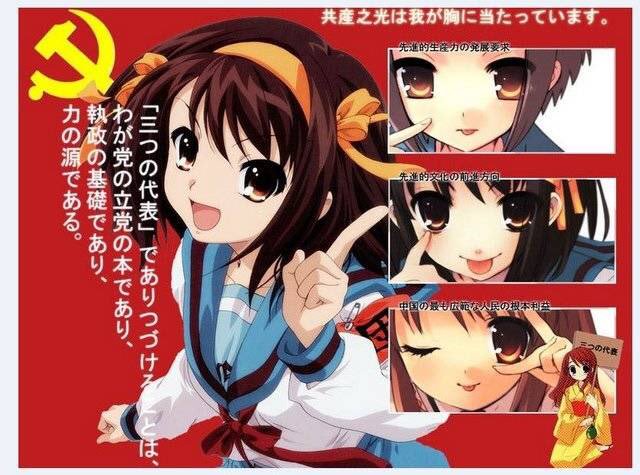 共産之光は我が胸に当たっています。
「三つの代表」でありつづけることは、
わが党の立党の本であり、
執政の基礎であり、
力の源である。
先進的生産力の発展要求
先進的文化の前進方向
中国の最も広範な人民の根本利益
三つの代表